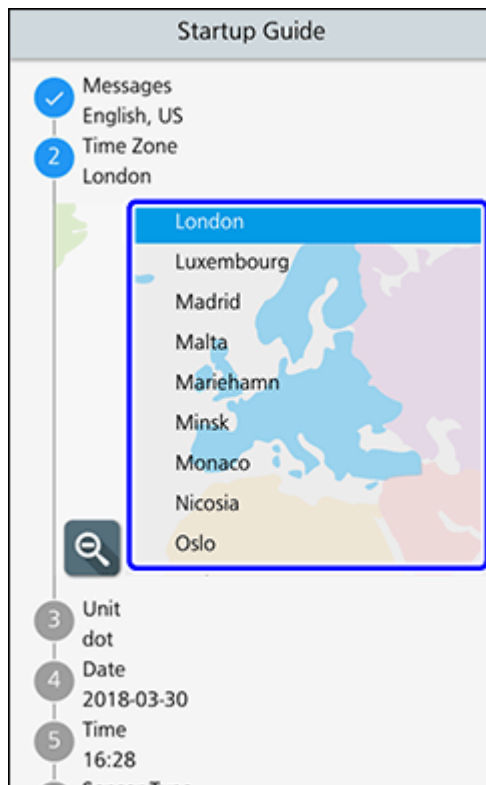 Startup Guide
Messages
English, US
2
Time Zone
London
London
Luxembourg
Madrid
Malta
Mariehamn
Minsk
Monaco
Nicosia
Oslo
3
Unit
dot
4
Date
2018-03-30
5
Time
16:28